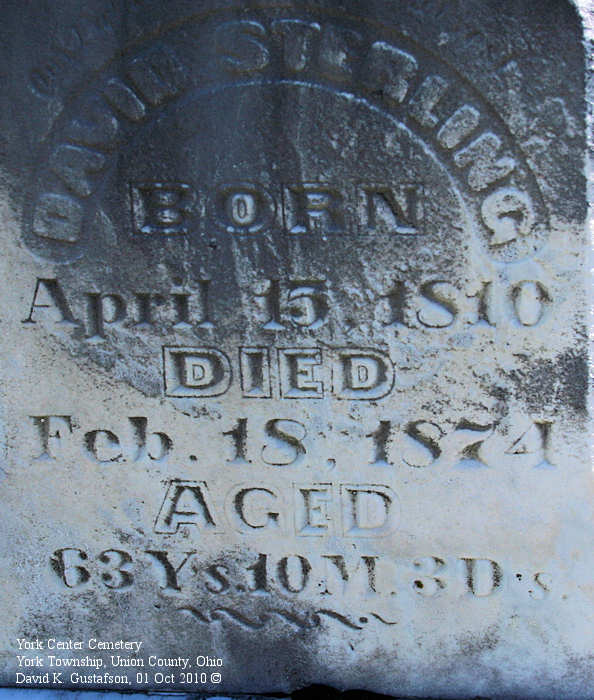 DAVID STERLING
BORN
April 15, 1810
DIED
Feb. 18, 1874
AGED
63 Ys. 10 M. 3 Ds.
York Center Cemetery
York Township, Union County, Ohio
David K. Gustafson, 01 Oct 2010 ©